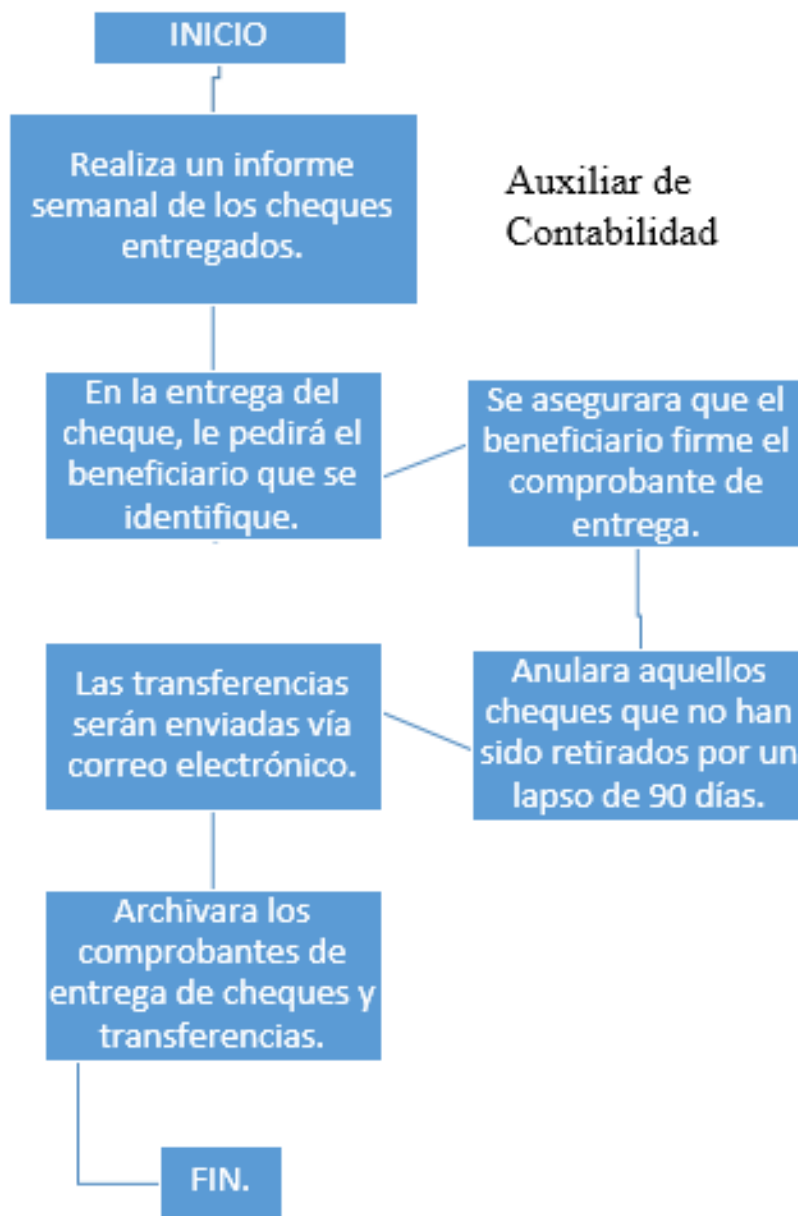 INICIO
Realiza un informe
semanal de los cheques
entregados.
Auxiliar de
Contabilidad
En la entrega del
cheque, le pedirá el
beneficiario que se
identifique.
Se asegurara que el
beneficiario firme el
comprobante de
entrega.
Anulara aquellos
cheques que no han
sido retirados por un
lapso de 90 días.
Las transferencias
serán enviadas vía
correo electrónico.
Archivara los
comprobantes de
entrega de cheques y
transferencias.
FIN.